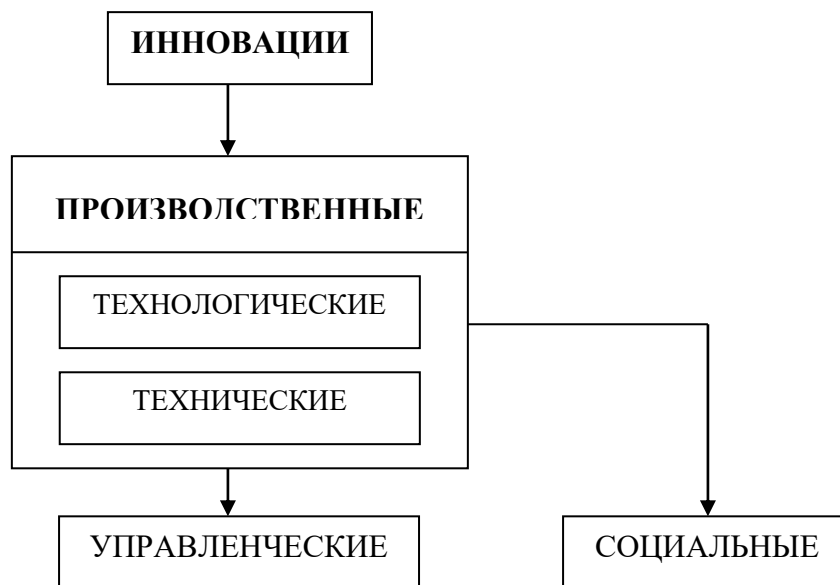 ИННОВАЦИИ
ПРОИЗВОДСТВЕННЫЕ
ТЕХНОЛОГИЧЕСКИЕ
ТЕХНИЧЕСКИЕ
УПРАВЛЕНЧЕСКИЕ
СОЦИАЛЬНЫЕ